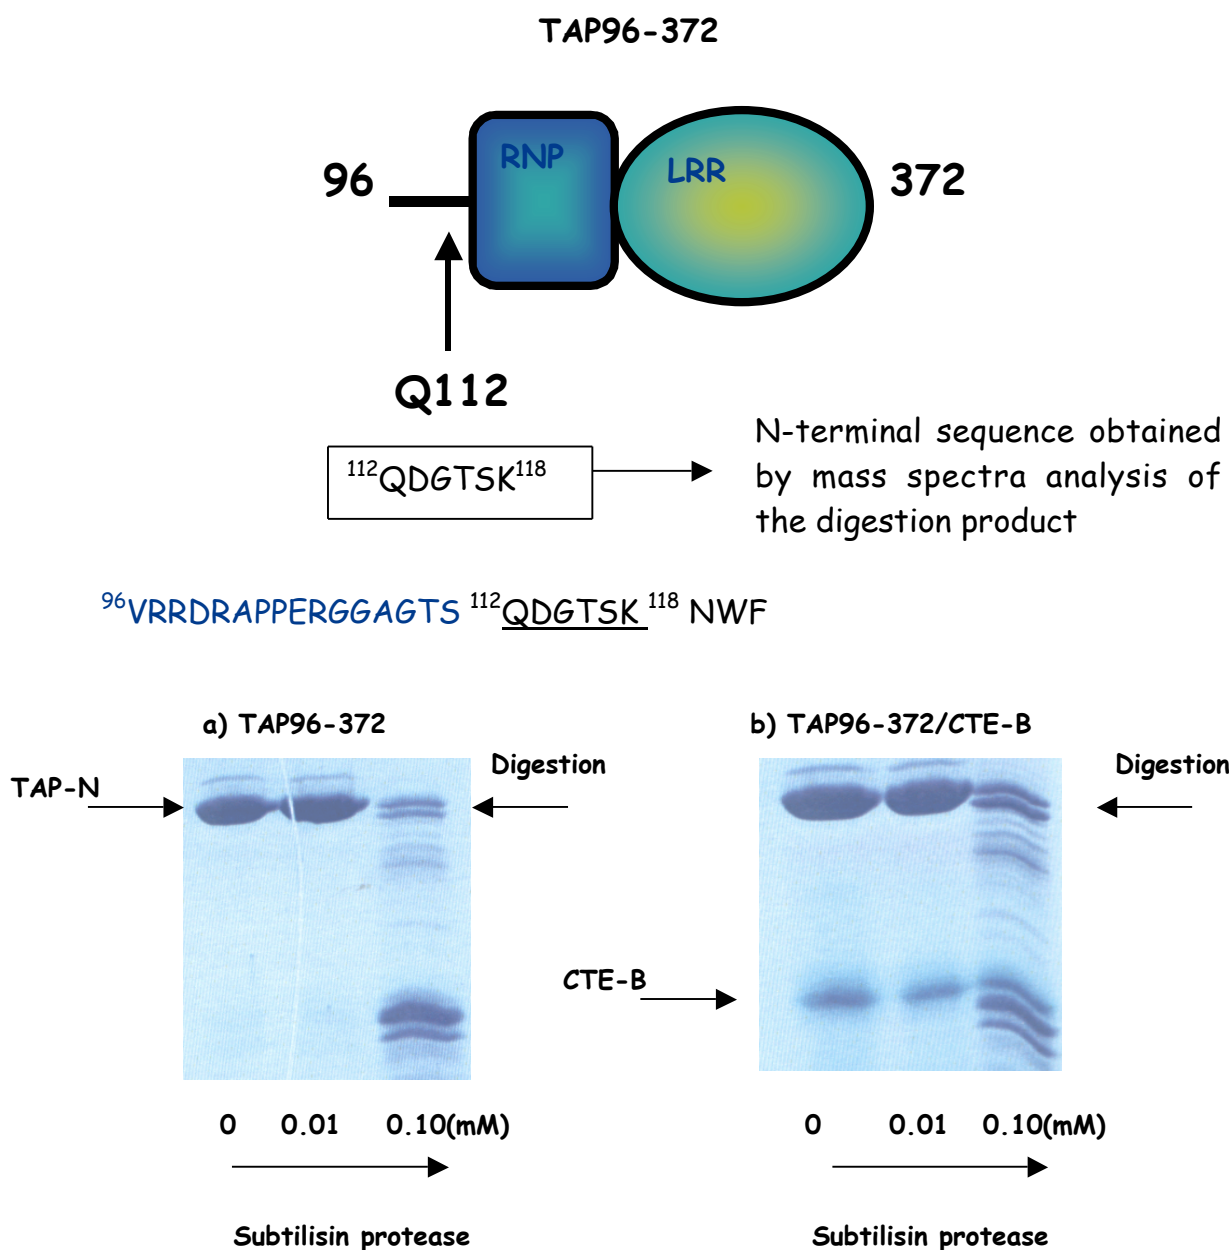 TAP96-372
RNP
LRR
96
372
Q112
¹¹²QDGTSK¹¹⁸
N-terminal sequence obtained
by mass spectra analysis of
the digestion product
⁹⁶VRRDRAPPERGGAGTS ¹¹²QDGTSK ¹¹⁸ NWF
a) TAP96-372
TAP-N
Digestion
0 0.01 0.10(mM)
Subtilisin protease
b) TAP96-372/CTE-B
Digestion
CTE-B
0 0.01 0.10(mM)
Subtilisin protease